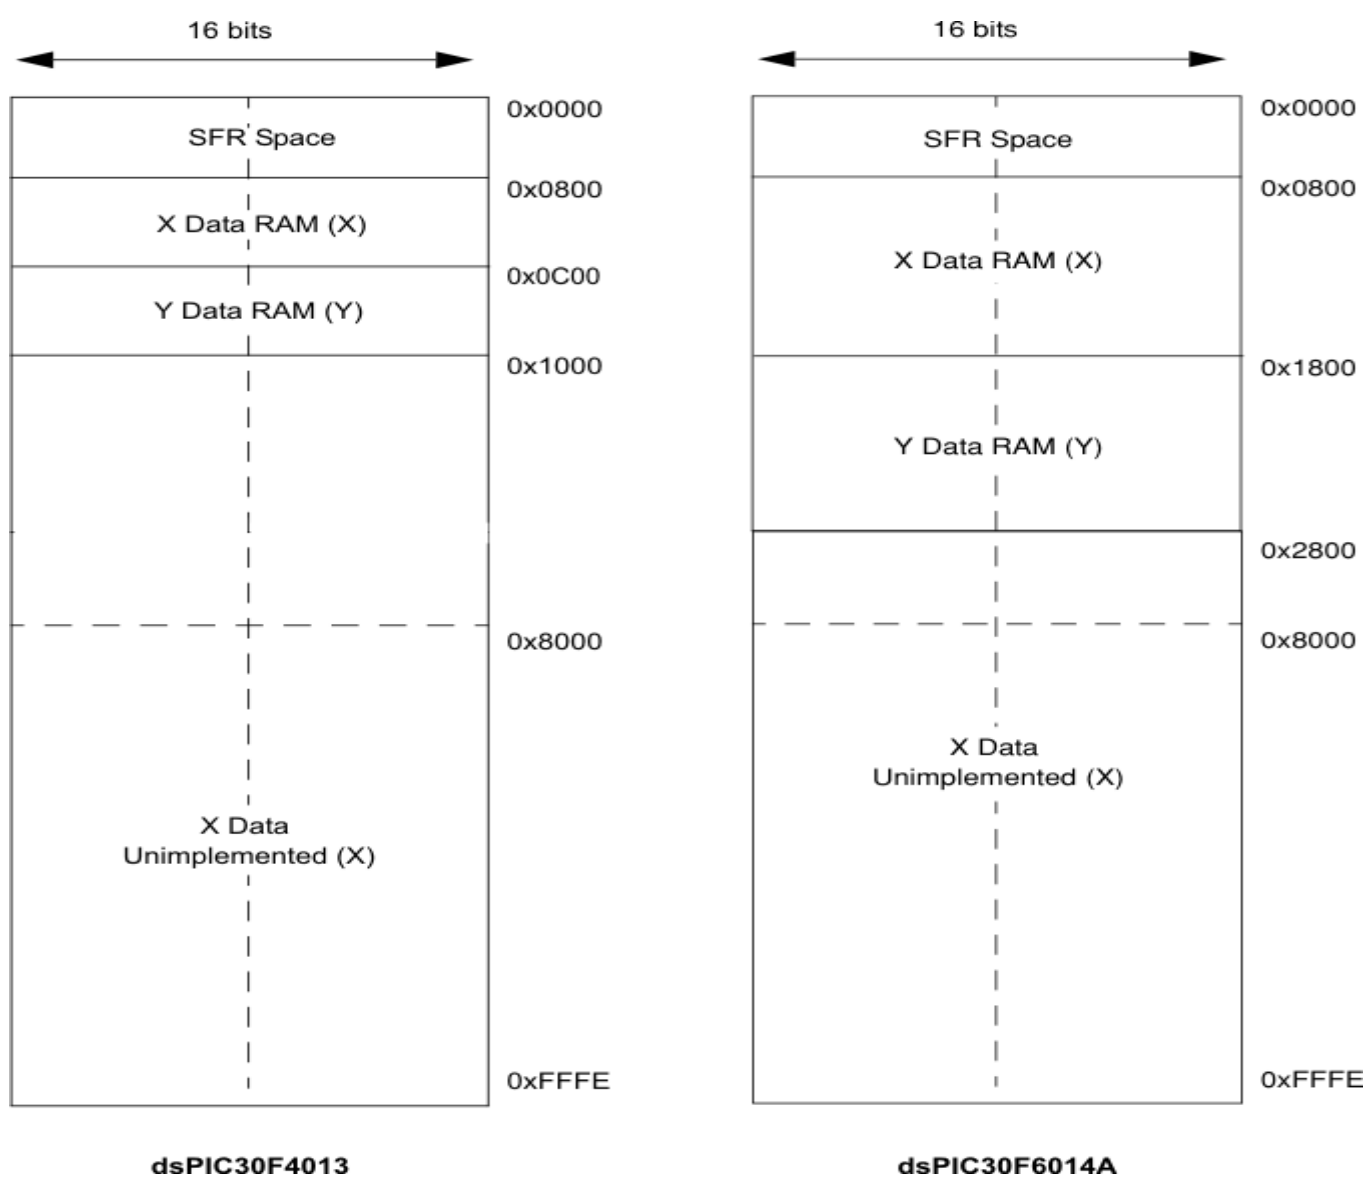 16 bits
SFR Space
X Data RAM (X)
Y Data RAM (Y)
X Data
Unimplemented (X)
0x0000
0x0800
0x0C00
0x1000
0x8000
0xFFFE
dsPIC30F4013
16 bits
SFR Space
X Data RAM (X)
Y Data RAM (Y)
X Data
Unimplemented (X)
0x0000
0x0800
0x1800
0x2800
0x8000
0xFFFE
dsPIC30F6014A